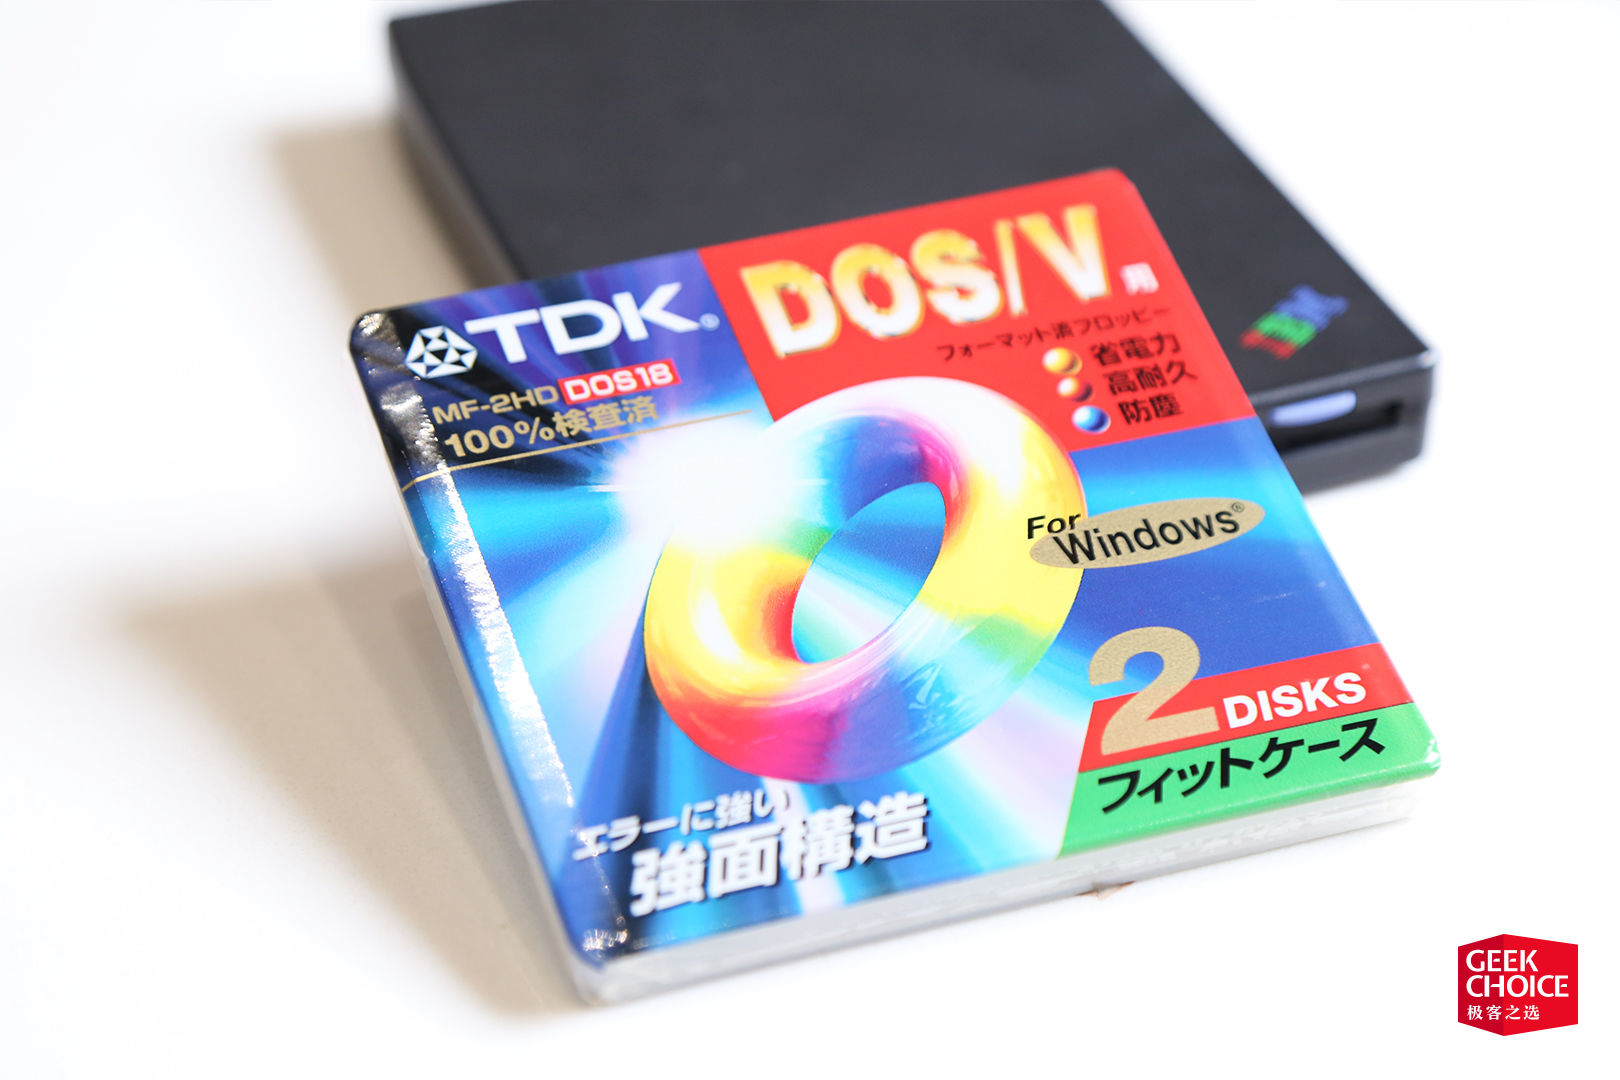 DOS/V用
フォーマット済フロッピー
省電力
高耐久
防塵
TDK®
MF-2HD DOS18
100%検査済
IBM
For
Windows®
2 DISKS
フィットケース
エラーに強い
強面構造
GEEK
CHOICE
极客之选